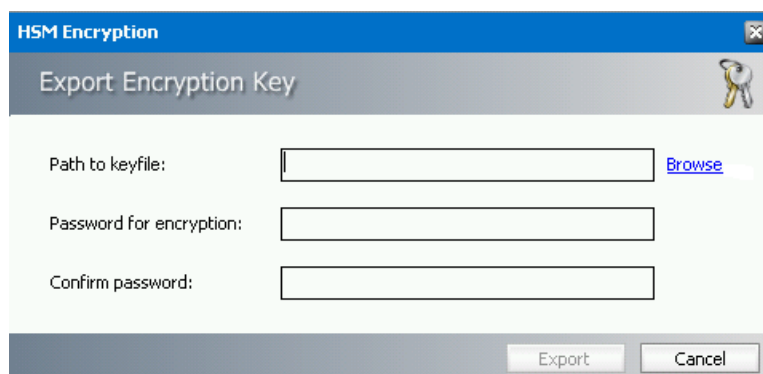 HSM Encryption
Export Encryption Key
Path to keyfile:
Browse
Password for encryption:
Confirm password:
Export
Cancel